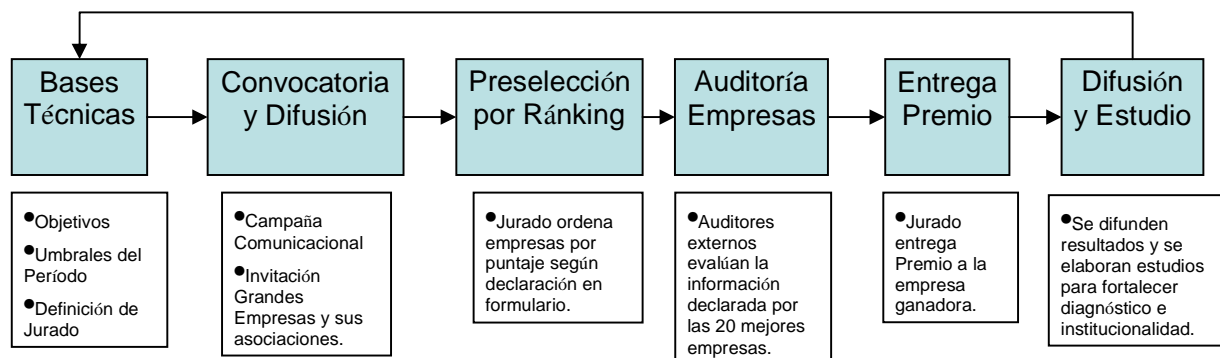 Bases
Técnicas
Convocatoria
y Difusión
Preselección
por Ránking
Auditoría
Empresas
Entrega
Premio
Difusión
y Estudio
●Objetivos
●Umbrales del
Período
●Definición de
Jurado
●Campaña
Comunicacional
●Invitación
Grandes
Empresas y sus
asociaciones.
●Jurado ordena
empresas por
puntaje según
declaración en
formulario.
●Auditores
externos
evalúan la
información
declarada por
las 20 mejores
empresas.
●Jurado
entrega
Premio a la
empresa
ganadora.
●Se difunden
resultados y se
elaboran estudios
para fortalecer
diagnóstico e
institucionalidad.